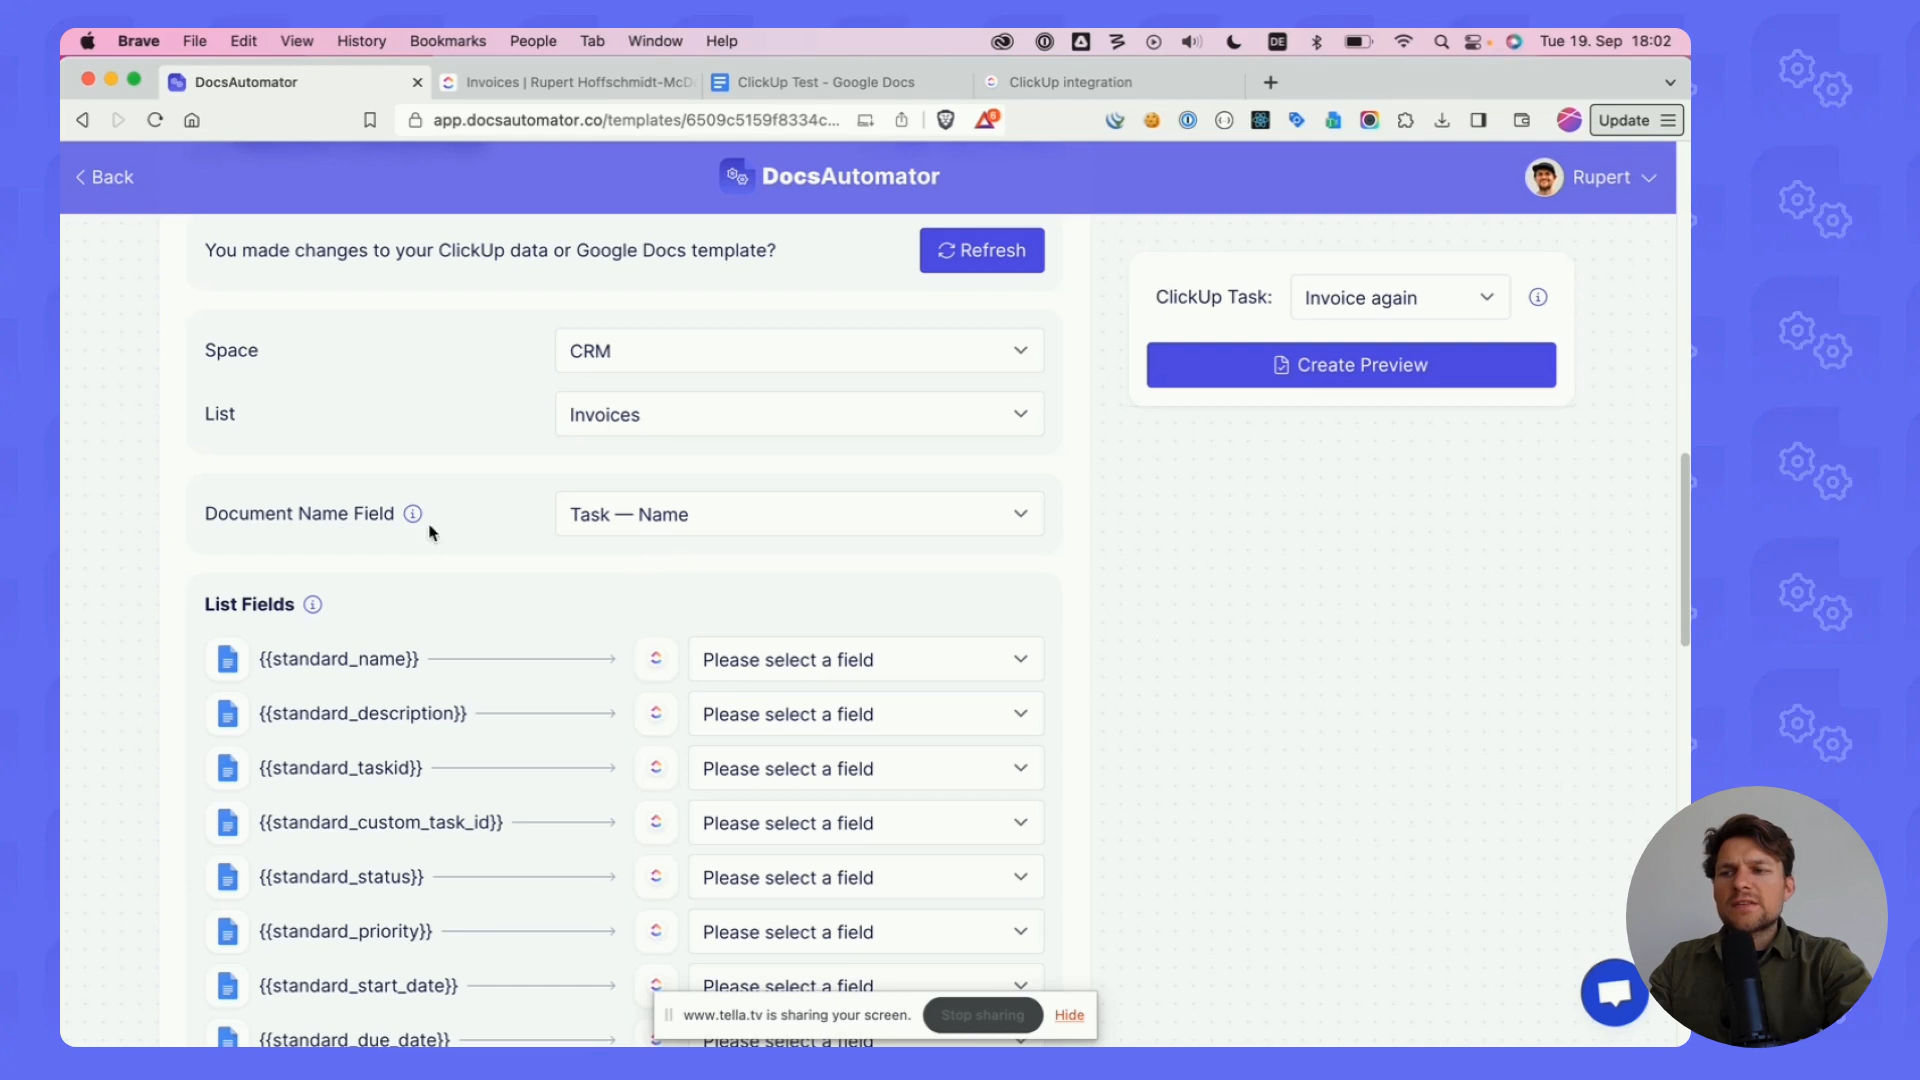 Brave File Edit View History Bookmarks People Tab Window Help DE Tue 19. Sep 18:02
DocsAutomator
Invoices | Rupert Hoffschmidt-McD
ClickUp Test - Google Docs
ClickUp integration
app.docsautomator.co/templates/6509c5159f8334c...
Update
Back
DocsAutomator
Rupert
You made changes to your ClickUp data or Google Docs template?
Refresh
ClickUp Task:
Invoice again
Create Preview
Space
CRM
List
Invoices
Document Name Field
Task — Name
List Fields
{{standard_name}}
Please select a field
{{standard_description}}
Please select a field
{{standard_taskid}}
Please select a field
{{standard_custom_task_id}}
Please select a field
{{standard_status}}
Please select a field
{{standard_priority}}
Please select a field
{{standard_start_date}}
Please select a field
{{standard_due_date}}
Please select a field
www.tella.tv is sharing your screen.
Stop sharing
Hide